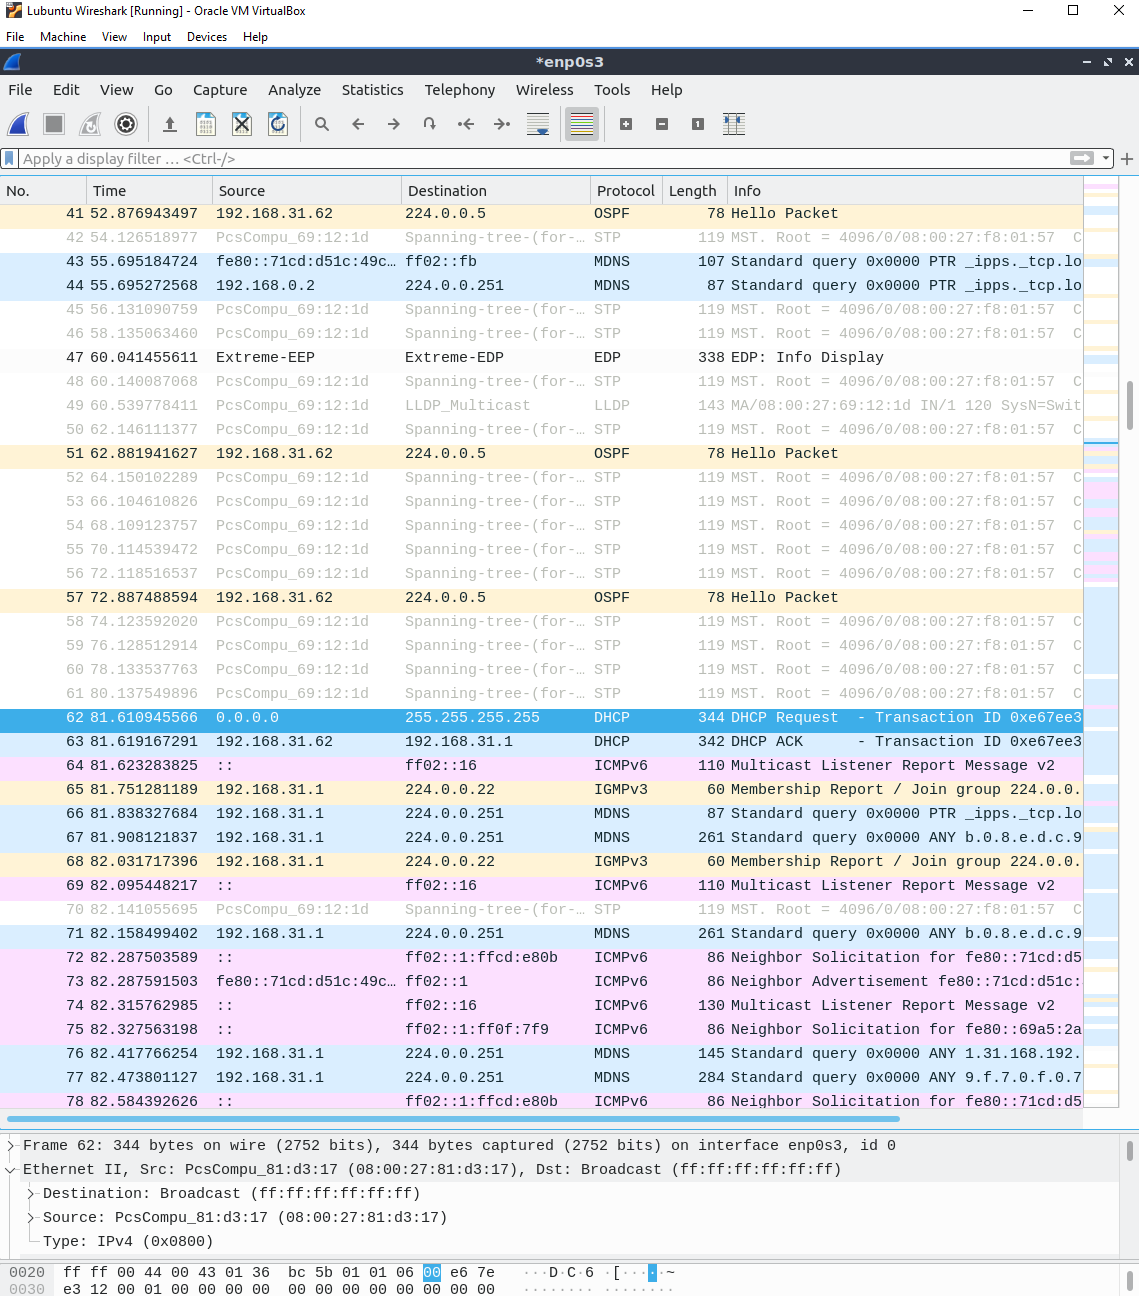 Lubuntu Wireshark [Running] - Oracle VM VirtualBox
File Machine View Input Devices Help
*enp0s3
File Edit View Go Capture Analyze Statistics Telephony Wireless Tools Help
Apply a display filter … <Ctrl-/>
No. Time Source Destination Protocol Length Info
41 52.876943497 192.168.31.62 224.0.0.5 OSPF 78 Hello Packet
42 54.126518977 PcsCompu_69:12:1d Spanning-tree-(for-… STP 119 MST. Root = 4096/0/08:00:27:f8:01:57 C
43 55.695184724 fe80::71cd:d51c:49c… ff02::fb MDNS 107 Standard query 0x0000 PTR _ipps._tcp.lo
44 55.695272568 192.168.0.2 224.0.0.251 MDNS 87 Standard query 0x0000 PTR _ipps._tcp.lo
45 56.131090759 PcsCompu_69:12:1d Spanning-tree-(for-… STP 119 MST. Root = 4096/0/08:00:27:f8:01:57 C
46 58.135063460 PcsCompu_69:12:1d Spanning-tree-(for-… STP 119 MST. Root = 4096/0/08:00:27:f8:01:57 C
47 60.041455611 Extreme-EEP Extreme-EDP EDP 338 EDP: Info Display
48 60.140087068 PcsCompu_69:12:1d Spanning-tree-(for-… STP 119 MST. Root = 4096/0/08:00:27:f8:01:57 C
49 60.539778411 PcsCompu_69:12:1d LLDP_Multicast LLDP 143 MA/08:00:27:69:12:1d IN/1 120 SysN=Swit
50 62.146111377 PcsCompu_69:12:1d Spanning-tree-(for-… STP 119 MST. Root = 4096/0/08:00:27:f8:01:57 C
51 62.881941627 192.168.31.62 224.0.0.5 OSPF 78 Hello Packet
52 64.150102289 PcsCompu_69:12:1d Spanning-tree-(for-… STP 119 MST. Root = 4096/0/08:00:27:f8:01:57 C
53 66.104610826 PcsCompu_69:12:1d Spanning-tree-(for-… STP 119 MST. Root = 4096/0/08:00:27:f8:01:57 C
54 68.109123757 PcsCompu_69:12:1d Spanning-tree-(for-… STP 119 MST. Root = 4096/0/08:00:27:f8:01:57 C
55 70.114539472 PcsCompu_69:12:1d Spanning-tree-(for-… STP 119 MST. Root = 4096/0/08:00:27:f8:01:57 C
56 72.118516537 PcsCompu_69:12:1d Spanning-tree-(for-… STP 119 MST. Root = 4096/0/08:00:27:f8:01:57 C
57 72.887488594 192.168.31.62 224.0.0.5 OSPF 78 Hello Packet
58 74.123592020 PcsCompu_69:12:1d Spanning-tree-(for-… STP 119 MST. Root = 4096/0/08:00:27:f8:01:57 C
59 76.128512914 PcsCompu_69:12:1d Spanning-tree-(for-… STP 119 MST. Root = 4096/0/08:00:27:f8:01:57 C
60 78.133537763 PcsCompu_69:12:1d Spanning-tree-(for-… STP 119 MST. Root = 4096/0/08:00:27:f8:01:57 C
61 80.137549896 PcsCompu_69:12:1d Spanning-tree-(for-… STP 119 MST. Root = 4096/0/08:00:27:f8:01:57 C
62 81.610945566 0.0.0.0 255.255.255.255 DHCP 344 DHCP Request - Transaction ID 0xe67ee3
63 81.619167291 192.168.31.62 192.168.31.1 DHCP 342 DHCP ACK - Transaction ID 0xe67ee3
64 81.623283825 :: ff02::16 ICMPv6 110 Multicast Listener Report Message v2
65 81.751281189 192.168.31.1 224.0.0.22 IGMPv3 60 Membership Report / Join group 224.0.0.
66 81.838327684 192.168.31.1 224.0.0.251 MDNS 87 Standard query 0x0000 PTR _ipps._tcp.lo
67 81.908121837 192.168.31.1 224.0.0.251 MDNS 261 Standard query 0x0000 ANY b.0.8.e.d.c.9
68 82.031717396 192.168.31.1 224.0.0.22 IGMPv3 60 Membership Report / Join group 224.0.0.
69 82.095448217 :: ff02::16 ICMPv6 110 Multicast Listener Report Message v2
70 82.141055695 PcsCompu_69:12:1d Spanning-tree-(for-… STP 119 MST. Root = 4096/0/08:00:27:f8:01:57 C
71 82.158499402 192.168.31.1 224.0.0.251 MDNS 261 Standard query 0x0000 ANY b.0.8.e.d.c.9
72 82.287503589 :: ff02::1:ffcd:e80b ICMPv6 86 Neighbor Solicitation for fe80::71cd:d5
73 82.287591503 fe80::71cd:d51c:49c… ff02::1 ICMPv6 86 Neighbor Advertisement fe80::71cd:d51c:
74 82.315762985 :: ff02::16 ICMPv6 130 Multicast Listener Report Message v2
75 82.327563198 :: ff02::1:ff0f:7f9 ICMPv6 86 Neighbor Solicitation for fe80::69a5:2a
76 82.417766254 192.168.31.1 224.0.0.251 MDNS 145 Standard query 0x0000 ANY 1.31.168.192.
77 82.473801127 192.168.31.1 224.0.0.251 MDNS 284 Standard query 0x0000 ANY 9.f.7.0.f.0.7
78 82.584392626 :: ff02::1:ffcd:e80b ICMPv6 86 Neighbor Solicitation for fe80::71cd:d5
Frame 62: 344 bytes on wire (2752 bits), 344 bytes captured (2752 bits) on interface enp0s3, id 0
Ethernet II, Src: PcsCompu_81:d3:17 (08:00:27:81:d3:17), Dst: Broadcast (ff:ff:ff:ff:ff:ff)
Destination: Broadcast (ff:ff:ff:ff:ff:ff)
Source: PcsCompu_81:d3:17 (08:00:27:81:d3:17)
Type: IPv4 (0x0800)
0020 ff ff 00 44 00 43 01 36 bc 5b 01 01 06 00 e6 7e ···D·C·6 ·[·····~
0030 e3 12 00 01 00 00 00 00 00 00 00 00 00 00 00 00 ········ ········